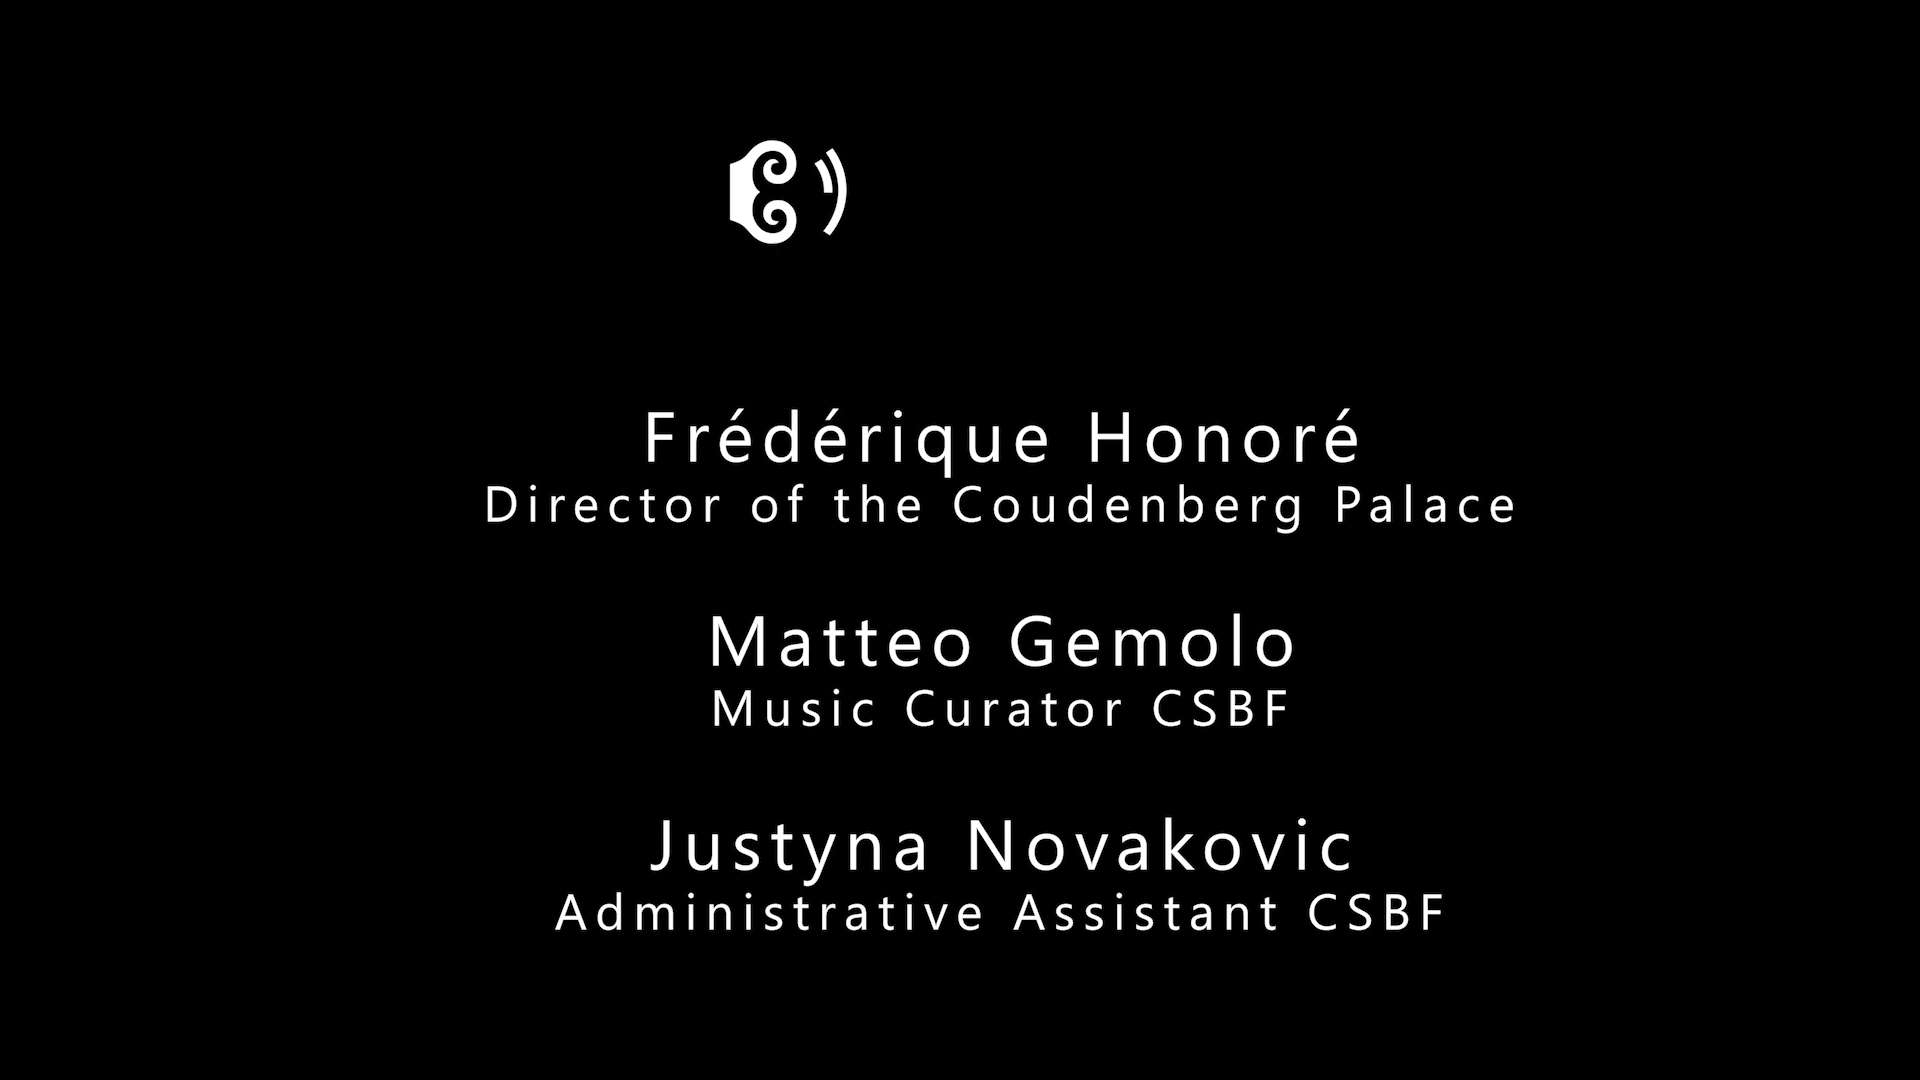 Frédérique Honoré
Director of the Coudenberg Palace
Matteo Gemolo
Music Curator CSBF
Justyna Novakovic
Administrative Assistant CSBF